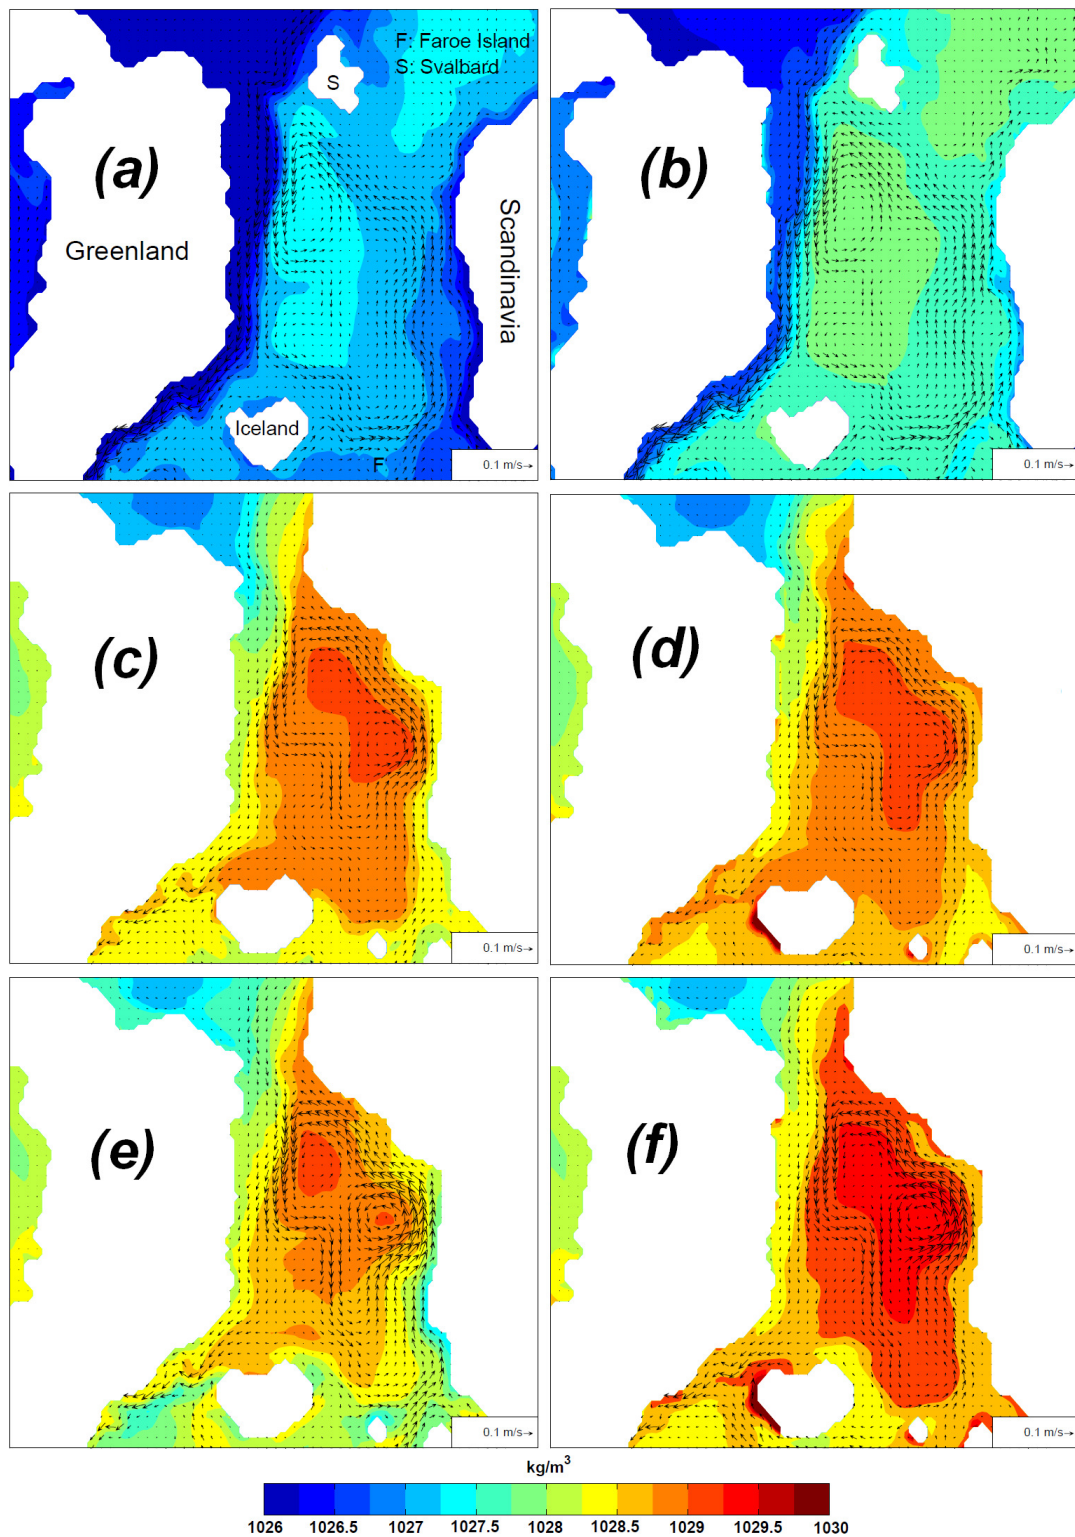 F: Faroe Island
S: Svalbard
S
(a)
Greenland
Scandinavia
Iceland
F
0.1 m/s
(b)
0.1 m/s
(c)
0.1 m/s
(d)
0.1 m/s
(e)
0.1 m/s
(f)
0.1 m/s
kg/m³
1026 1026.5 1027 1027.5 1028 1028.5 1029 1029.5 1030